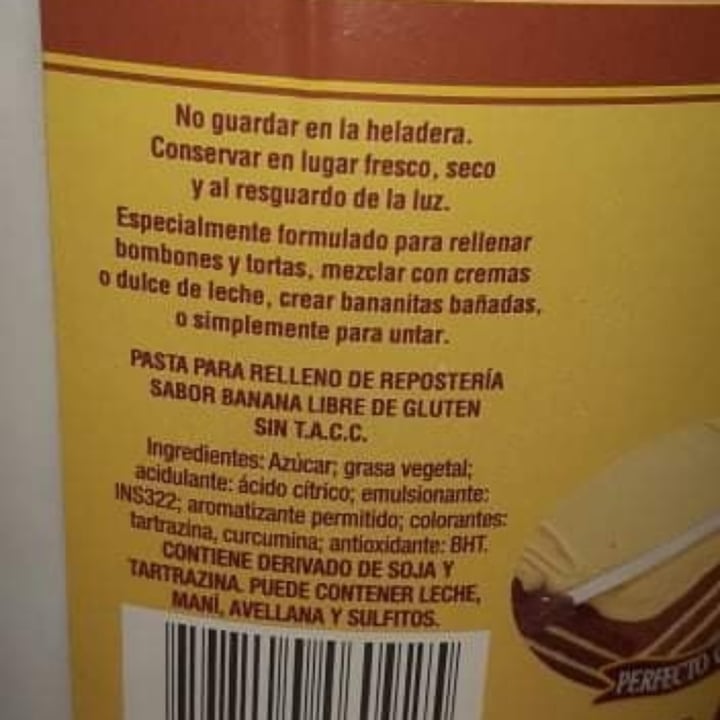 No guardar en la heladera.
Conservar en lugar fresco, seco
y al resguardo de la luz.
Especialmente formulado para rellenar
bombones y tortas, mezclar con cremas
o dulce de leche, crear bananitas bañadas,
o simplemente para untar.
PASTA PARA RELLENO DE REPOSTERÍA
SABOR BANANA LIBRE DE GLUTEN
SIN T.A.C.C.
Ingredientes: Azúcar; grasa vegetal;
acidulante: ácido cítrico; emulsionante:
INS322; aromatizante permitido; colorantes:
tartrazina, curcumina; antioxidante: BHT.
CONTIENE DERIVADO DE SOJA Y
TARTRAZINA. PUEDE CONTENER LECHE,
MANÍ, AVELLANA Y SULFITOS.
PERFECTO